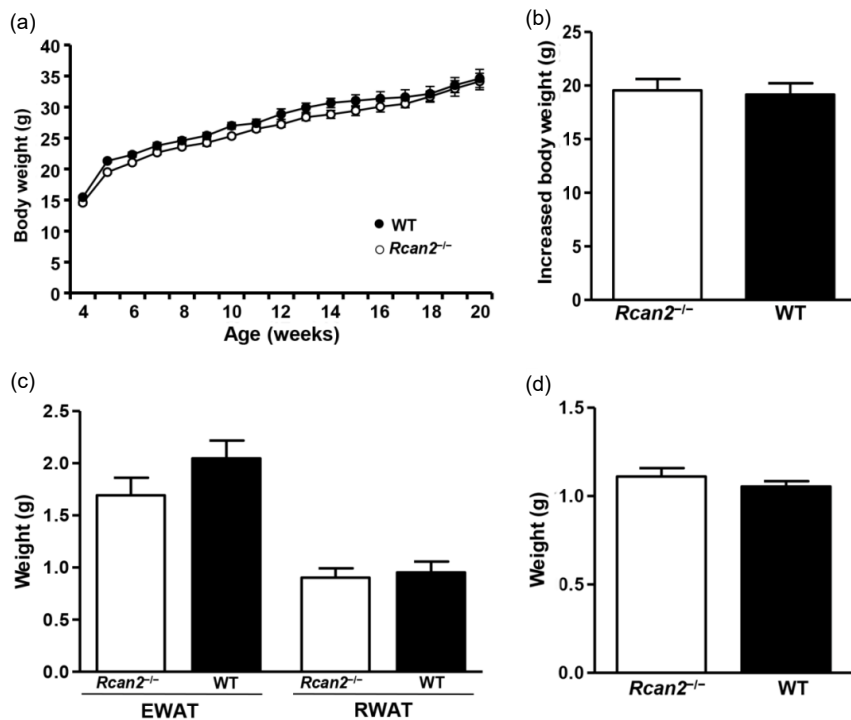 (a)
Body weight (g)
40
35
30
25
20
15
10
5
0
WT
Rcan2–/–
4 6 8 10 12 14 16 18 20
Age (weeks)
(b)
Increased body weight (g)
25
20
15
10
5
0
Rcan2–/– WT
(c)
Weight (g)
2.5
2.0
1.5
1.0
0.5
0.0
Rcan2–/– WT Rcan2–/– WT
EWAT RWAT
(d)
Weight (g)
1.5
1.0
0.5
0.0
Rcan2–/– WT